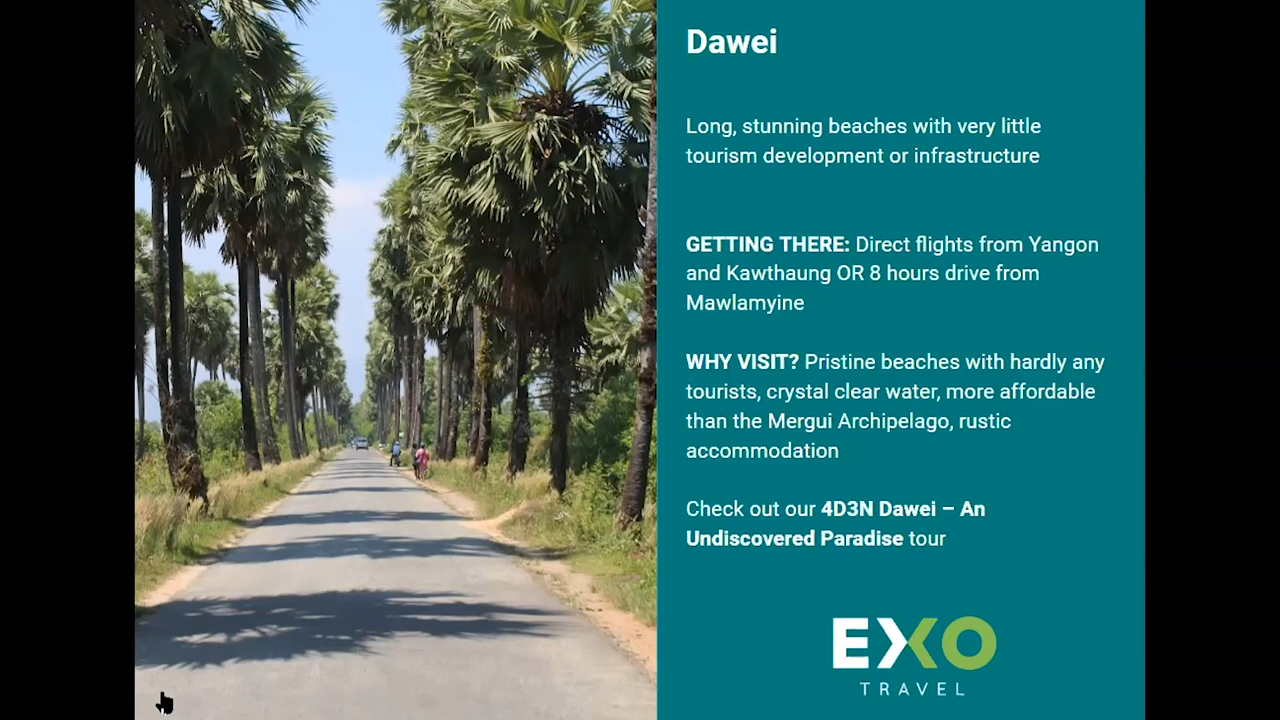 Dawei
Long, stunning beaches with very little
tourism development or infrastructure
GETTING THERE: Direct flights from Yangon
and Kawthaung OR 8 hours drive from
Mawlamyine
WHY VISIT? Pristine beaches with hardly any
tourists, crystal clear water, more affordable
than the Mergui Archipelago, rustic
accommodation
Check out our 4D3N Dawei – An
Undiscovered Paradise tour
EXO
TRAVEL